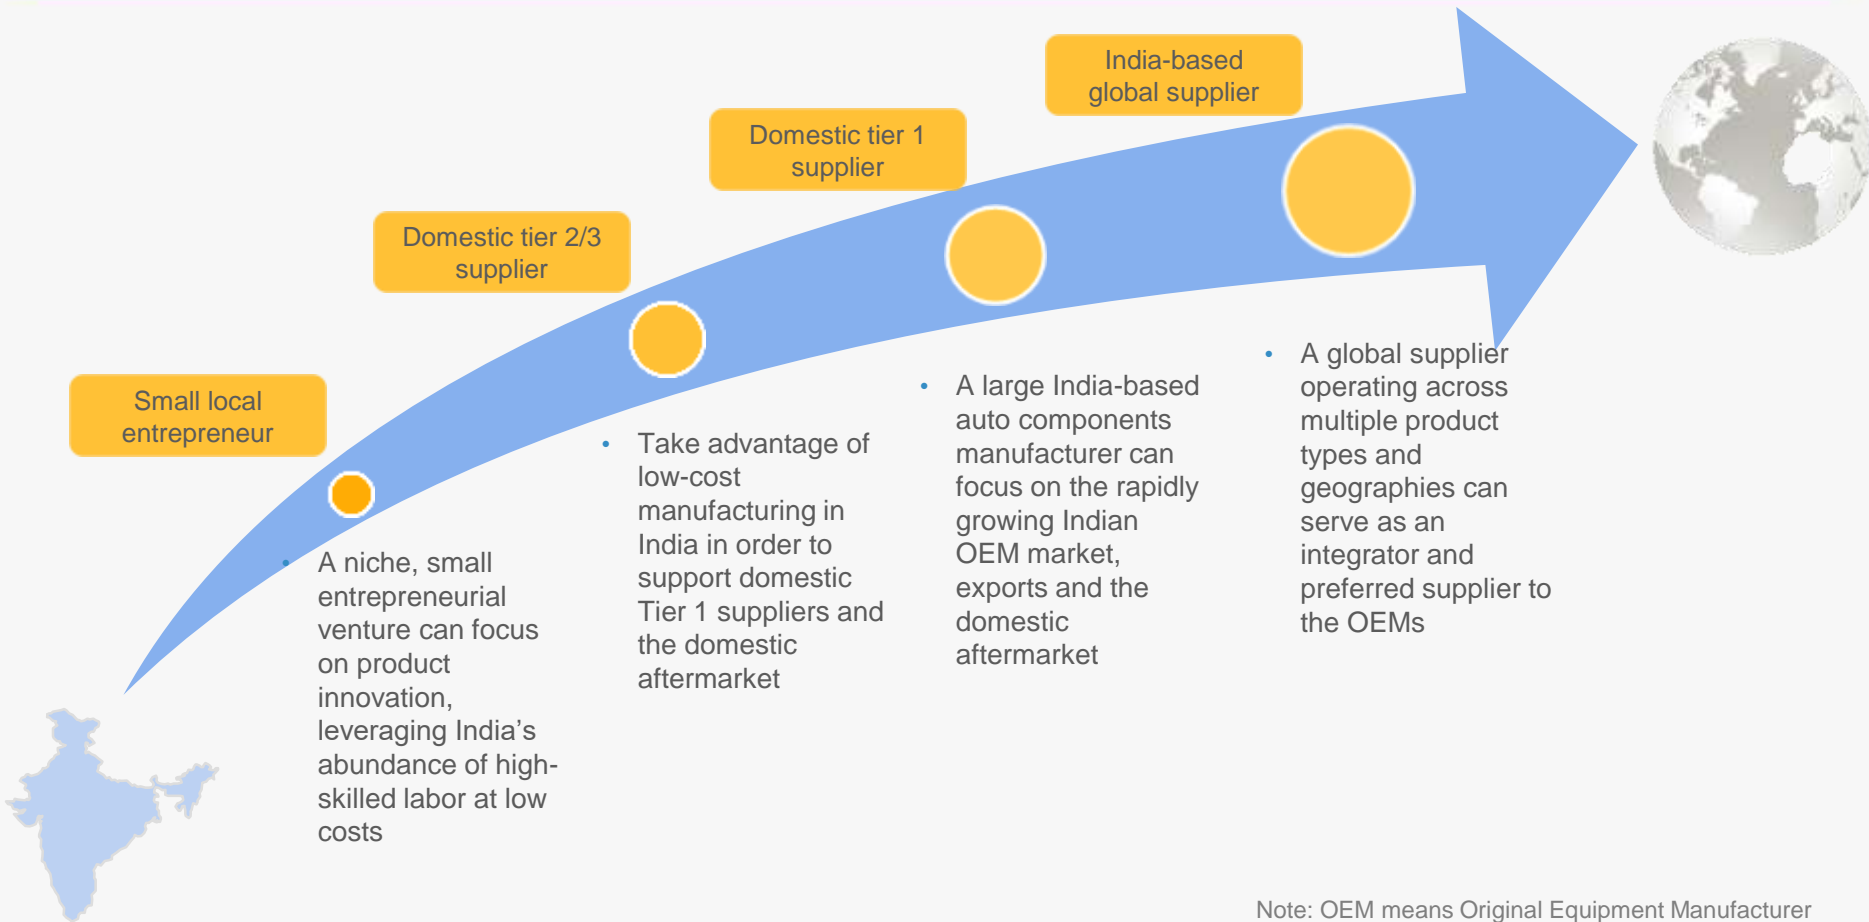 India-based
global supplier
Domestic tier 1
supplier
Domestic tier 2/3
supplier
Small local
entrepreneur
• A niche, small
entrepreneurial
venture can focus
on product
innovation,
leveraging India’s
abundance of high-
skilled labor at low
costs
• Take advantage of
low-cost
manufacturing in
India in order to
support domestic
Tier 1 suppliers and
the domestic
aftermarket
• A large India-based
auto components
manufacturer can
focus on the rapidly
growing Indian
OEM market,
exports and the
domestic
aftermarket
• A global supplier
operating across
multiple product
types and
geographies can
serve as an
integrator and
preferred supplier to
the OEMs
Note: OEM means Original Equipment Manufacturer